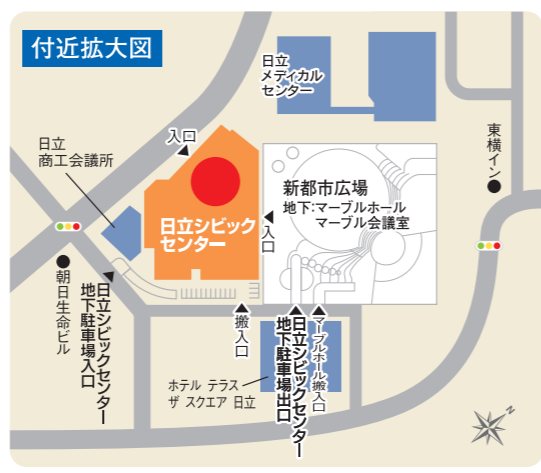 付近拡大図
日立
メディカル
センター
日立
商工会議所
入口
東横イン
新都市広場
地下:マーブルホール
マーブル会議室
日立シビック
センター
入口
朝日生命ビル
日立シビックセンター
地下駐車場入口
搬入口
日立シビックセンター
地下駐車場出口
マーブルホール搬入口
ホテル テラス
ザ スクエア 日立
N